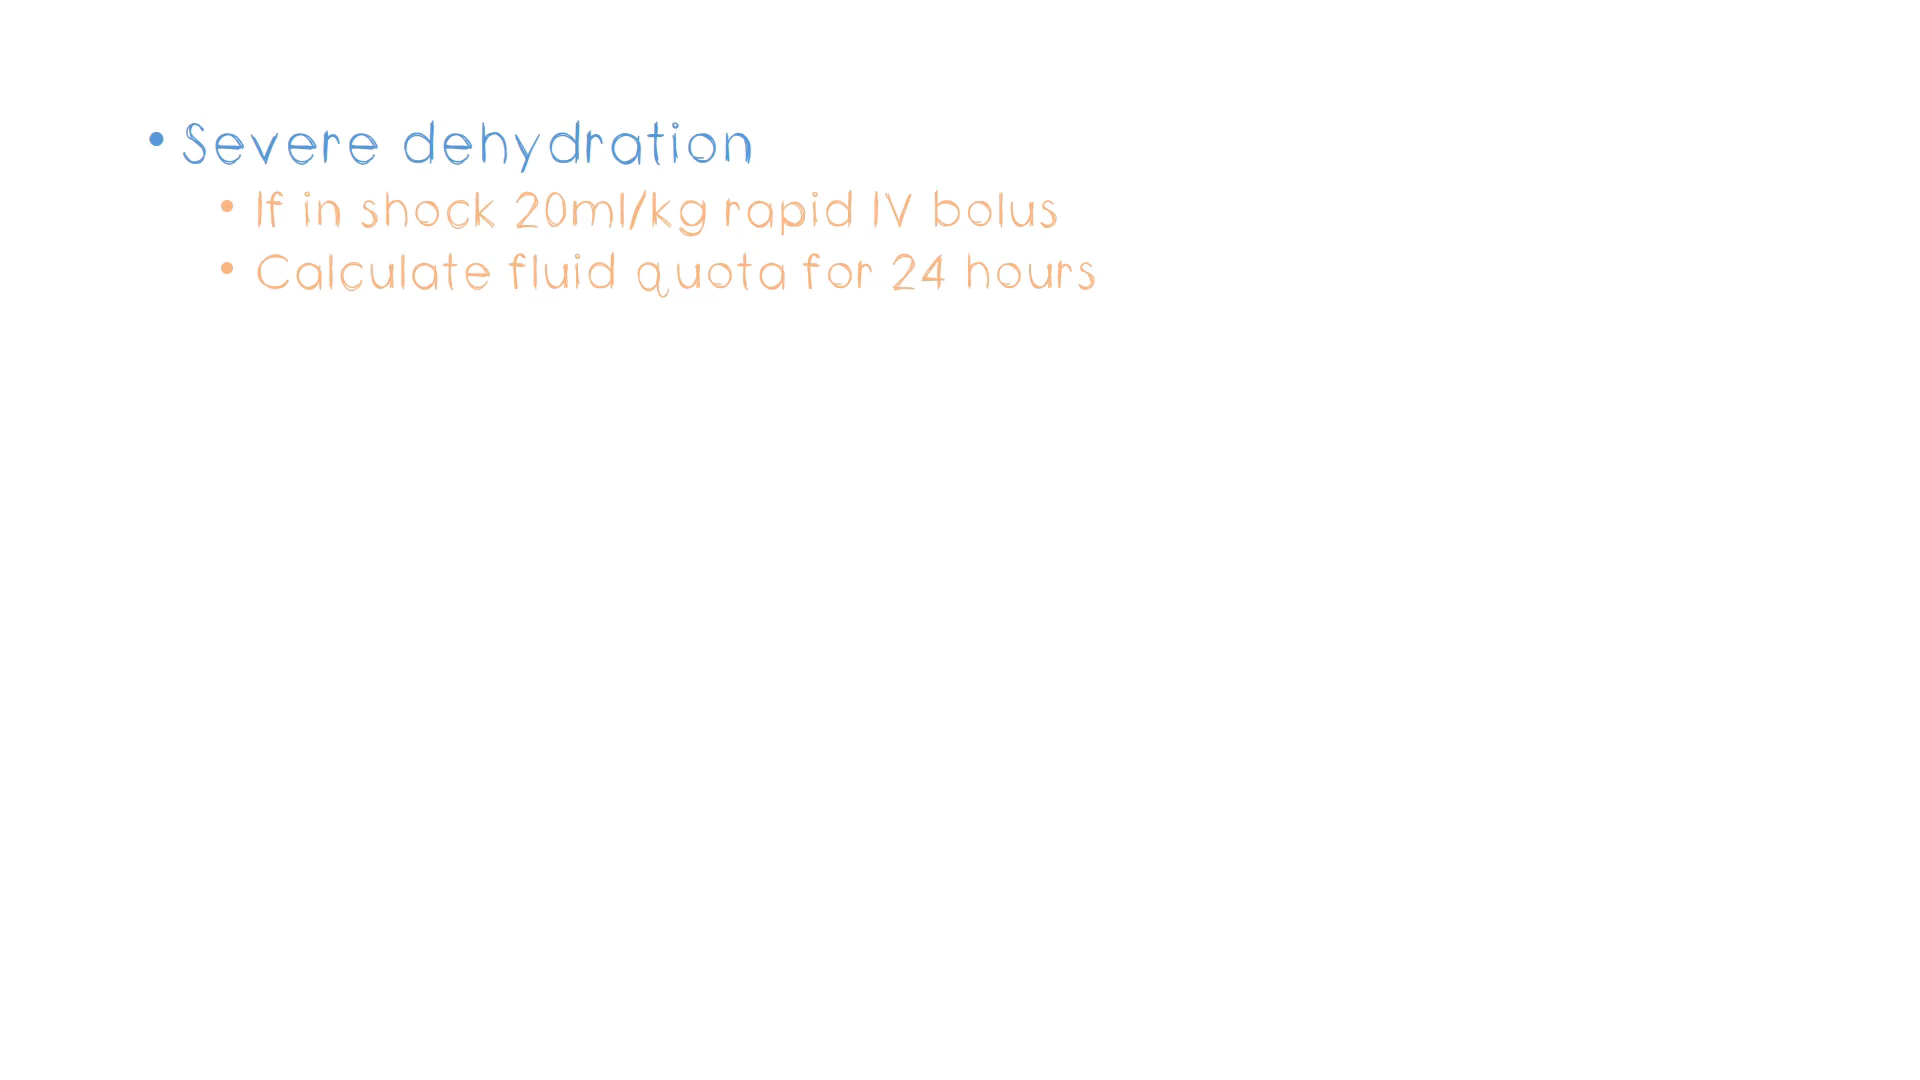 • Severe dehydration
• If in shock 20ml/kg rapid IV bolus
• Calculate fluid quota for 24 hours